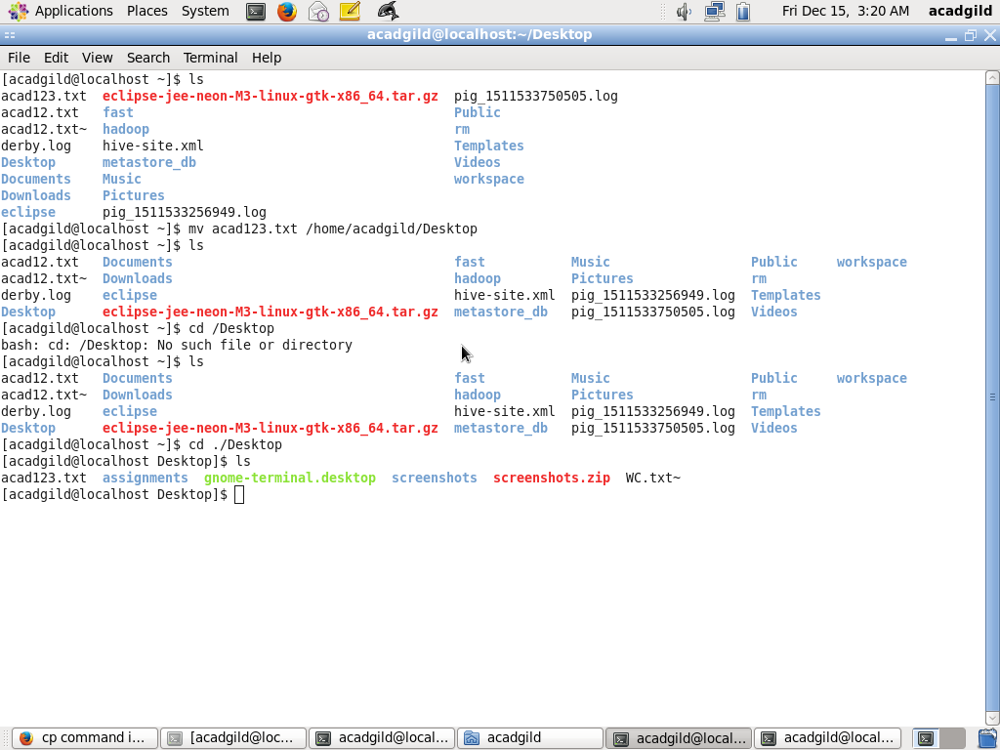 Applications Places System Fri Dec 15, 3:20 AM acadgild
acadgild@localhost:~/Desktop
File Edit View Search Terminal Help
[acadgild@localhost ~]$ ls
acad123.txt eclipse-jee-neon-M3-linux-gtk-x86_64.tar.gz pig_1511533750505.log
acad12.txt fast Public
acad12.txt~ hadoop rm
derby.log hive-site.xml Templates
Desktop metastore_db Videos
Documents Music workspace
Downloads Pictures
eclipse pig_1511533256949.log
[acadgild@localhost ~]$ mv acad123.txt /home/acadgild/Desktop
[acadgild@localhost ~]$ ls
acad12.txt Documents fast Music Public workspace
acad12.txt~ Downloads hadoop Pictures rm
derby.log eclipse hive-site.xml pig_1511533256949.log Templates
Desktop eclipse-jee-neon-M3-linux-gtk-x86_64.tar.gz metastore_db pig_1511533750505.log Videos
[acadgild@localhost ~]$ cd /Desktop
bash: cd: /Desktop: No such file or directory
[acadgild@localhost ~]$ ls
acad12.txt Documents fast Music Public workspace
acad12.txt~ Downloads hadoop Pictures rm
derby.log eclipse hive-site.xml pig_1511533256949.log Templates
Desktop eclipse-jee-neon-M3-linux-gtk-x86_64.tar.gz metastore_db pig_1511533750505.log Videos
[acadgild@localhost ~]$ cd ./Desktop
[acadgild@localhost Desktop]$ ls
acad123.txt assignments gnome-terminal.desktop screenshots screenshots.zip WC.txt~
[acadgild@localhost Desktop]$
cp command i... [acadgild@loc... acadgild@local... acadgild acadgild@local... acadgild@local...